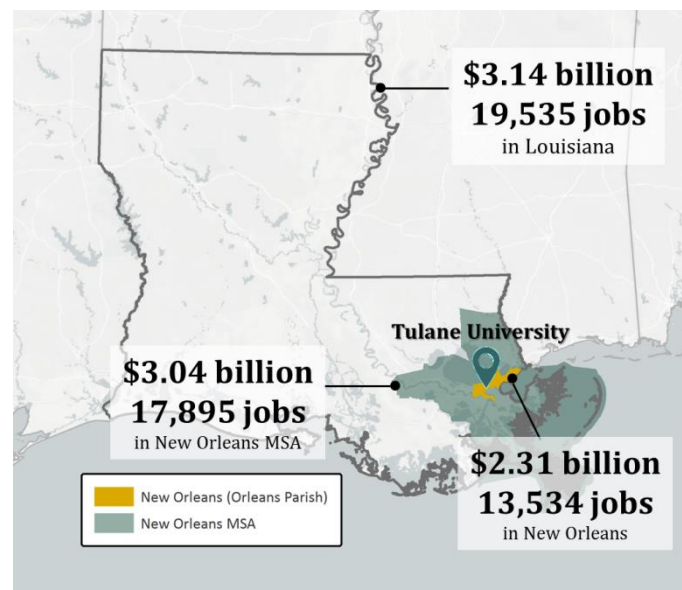 $3.14 billion
19,535 jobs
in Louisiana
Tulane University
$3.04 billion
17,895 jobs
in New Orleans MSA
$2.31 billion
13,534 jobs
in New Orleans
New Orleans (Orleans Parish)
New Orleans MSA